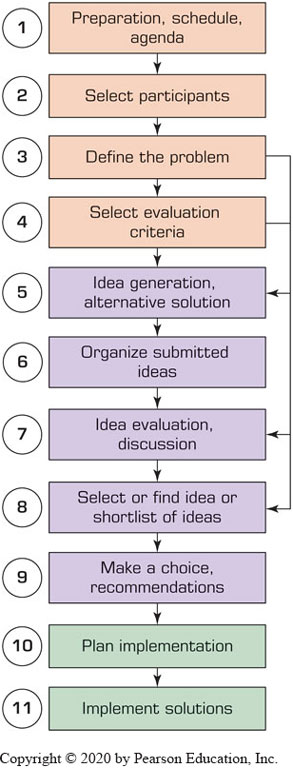 1
Preparation, schedule,
agenda
2
Select participants
3
Define the problem
4
Select evaluation
criteria
5
Idea generation,
alternative solution
6
Organize submitted
ideas
7
Idea evaluation,
discussion
8
Select or find idea or
shortlist of ideas
9
Make a choice,
recommendations
10
Plan implementation
11
Implement solutions
Copyright © 2020 by Pearson Education, Inc.